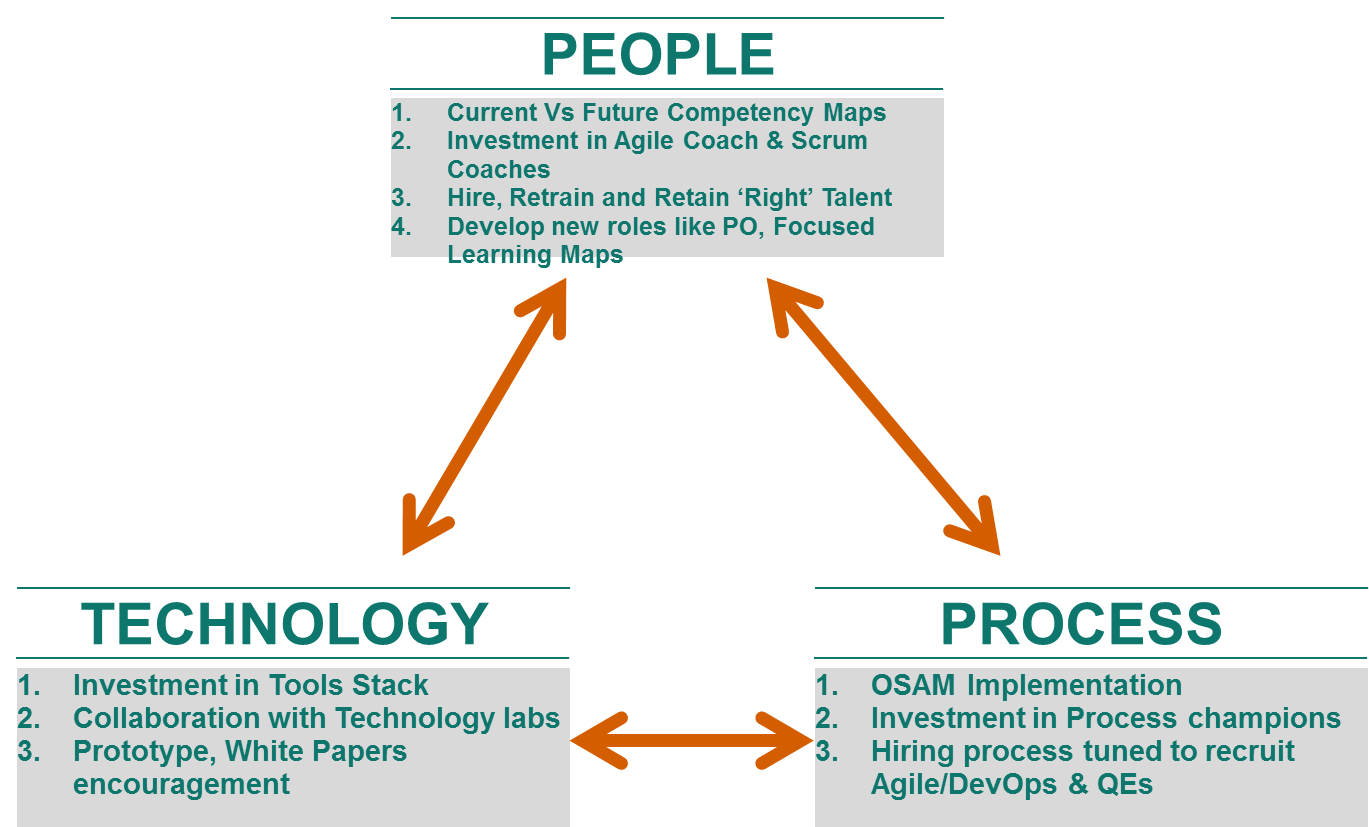 PEOPLE
1. Current Vs Future Competency Maps
2. Investment in Agile Coach & Scrum
Coaches
3. Hire, Retrain and Retain ‘Right’ Talent
4. Develop new roles like PO, Focused
Learning Maps
TECHNOLOGY
1. Investment in Tools Stack
2. Collaboration with Technology labs
3. Prototype, White Papers
encouragement
PROCESS
1. OSAM Implementation
2. Investment in Process champions
3. Hiring process tuned to recruit
Agile/DevOps & QEs